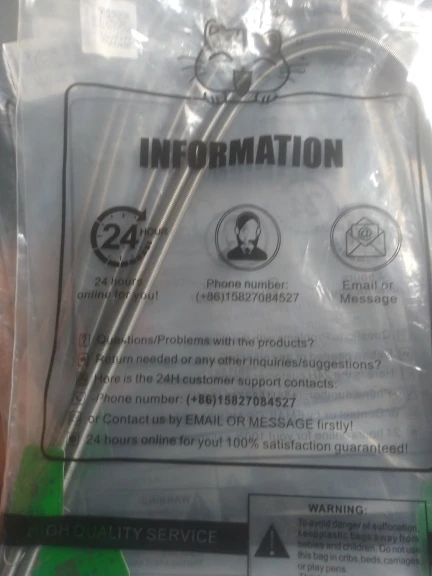 INFORMATION
24 HOUR
24 hours
online for you!
Phone number:
(+86)15827084527
@
Email or
Message
Questions/Problems with the products?
Return needed or any other inquiries/suggestions?
Here is the 24H customer support contacts:
Phone number: (+86)15827084527
or Contact us by EMAIL OR MESSAGE firstly!
24 hours online for you! 100% satisfaction guaranteed!
HIGH QUALITY SERVICE
WARNING:
To avoid danger of suffocation,
keep plastic bags away from
babies and children. Do not use
this bag in cribs, beds, carriages
or play pens.